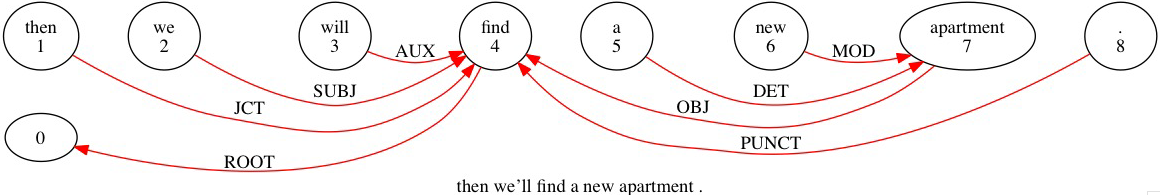 then we will find a new apartment .
1 2 3 4 5 6 7 8
AUX MOD
SUBJ DET
JCT OBJ
0 PUNCT
ROOT
then we'll find a new apartment .